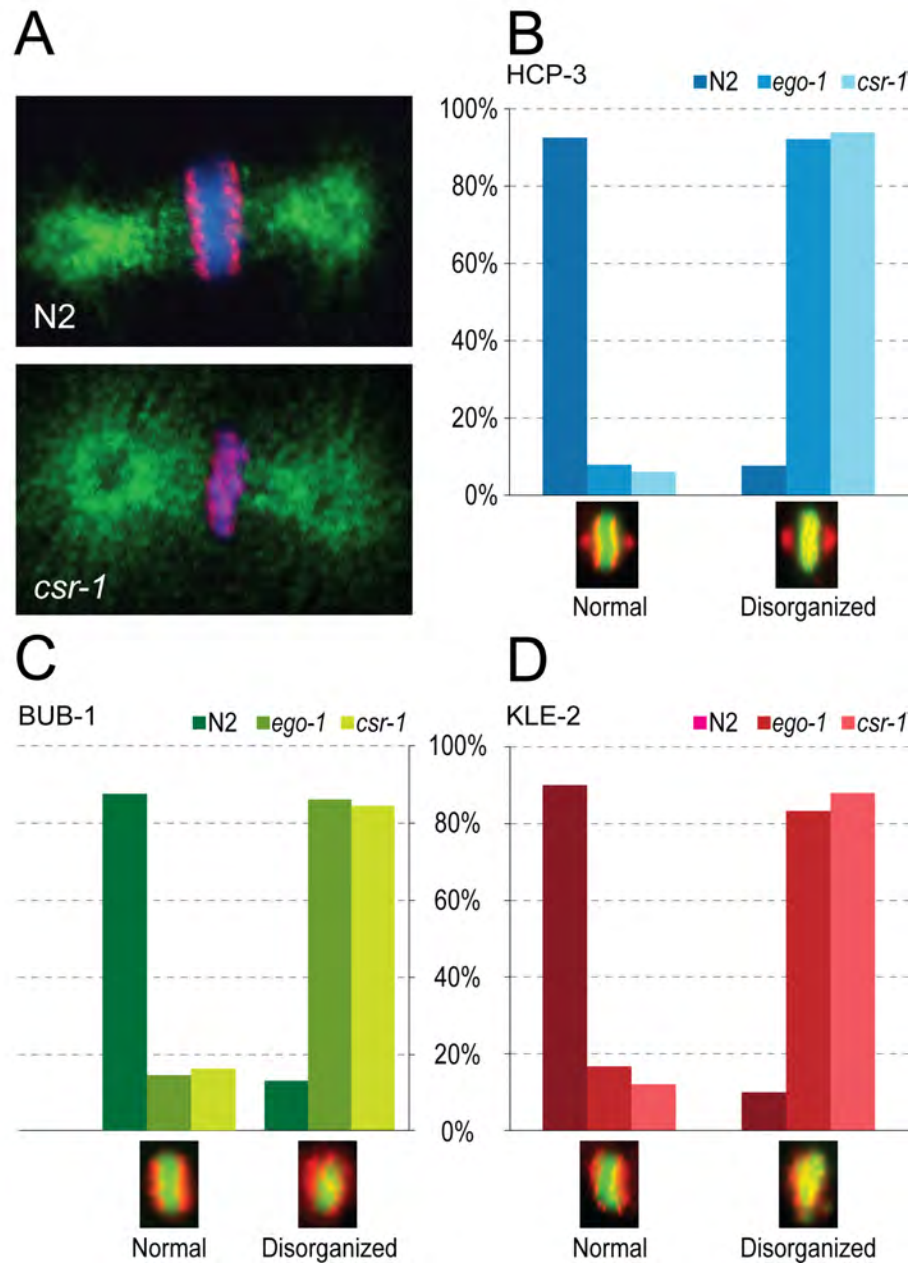 A
N2
csr-1
B
HCP-3
N2 ego-1 csr-1
100%
80%
60%
40%
20%
0%
Normal Disorganized
C
BUB-1
N2 ego-1 csr-1
100%
80%
60%
40%
20%
0%
Normal Disorganized
D
KLE-2
N2 ego-1 csr-1
Normal Disorganized